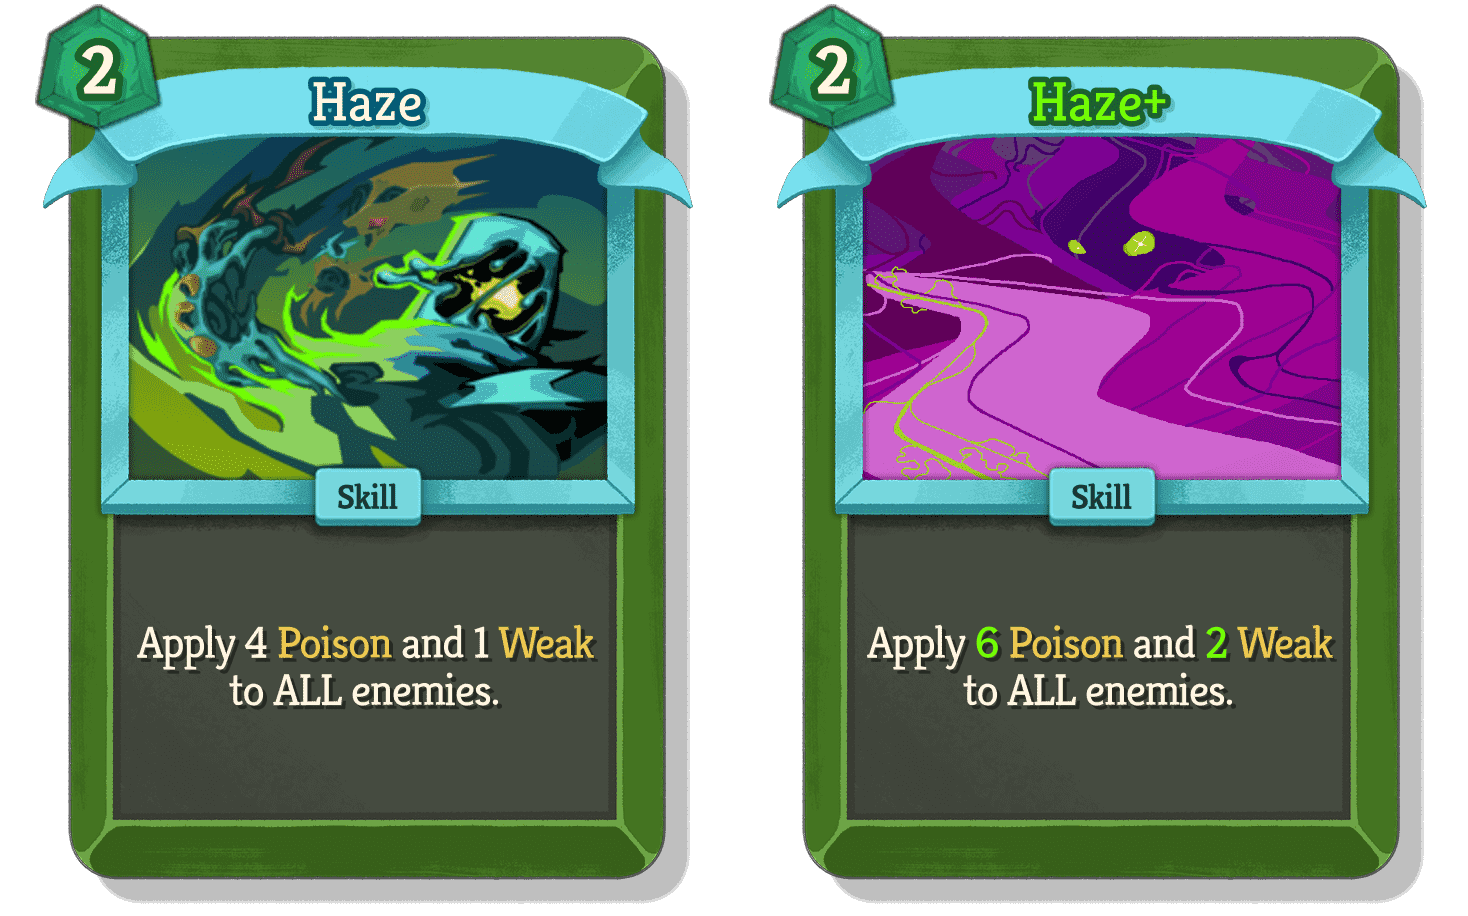 2
Haze
Skill
Apply 4 Poison and 1 Weak
to ALL enemies.
2
Haze+
Skill
Apply 6 Poison and 2 Weak
to ALL enemies.